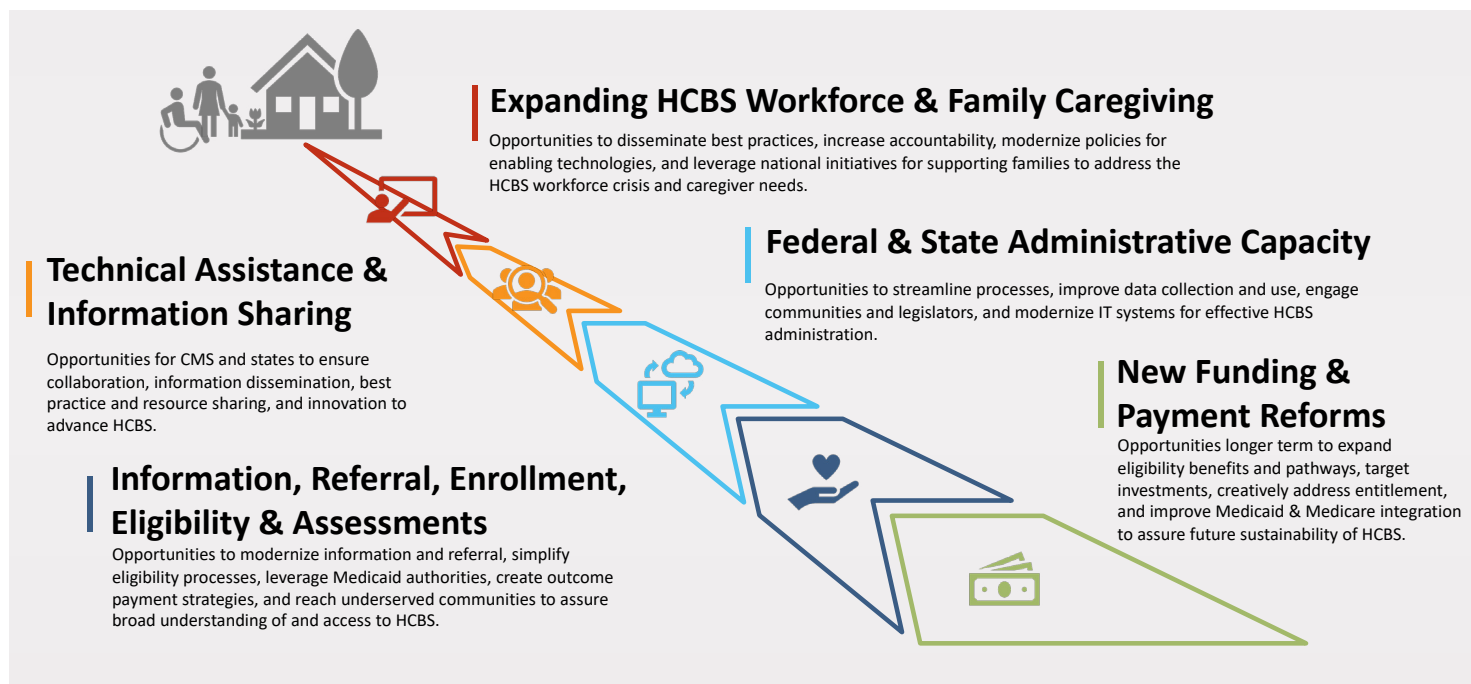 Expanding HCBS Workforce & Family Caregiving
Opportunities to disseminate best practices, increase accountability, modernize policies for
enabling technologies, and leverage national initiatives for supporting families to address the
HCBS workforce crisis and caregiver needs.
Technical Assistance &
Information Sharing
Opportunities for CMS and states to ensure
collaboration, information dissemination, best
practice and resource sharing, and innovation to
advance HCBS.
Federal & State Administrative Capacity
Opportunities to streamline processes, improve data collection and use, engage
communities and legislators, and modernize IT systems for effective HCBS
administration.
Information, Referral, Enrollment,
Eligibility & Assessments
Opportunities to modernize information and referral, simplify
eligibility processes, leverage Medicaid authorities, create outcome
payment strategies, and reach underserved communities to assure
broad understanding of and access to HCBS.
New Funding &
Payment Reforms
Opportunities longer term to expand
eligibility benefits and pathways, target
investments, creatively address entitlement,
and improve Medicaid & Medicare integration
to assure future sustainability of HCBS.